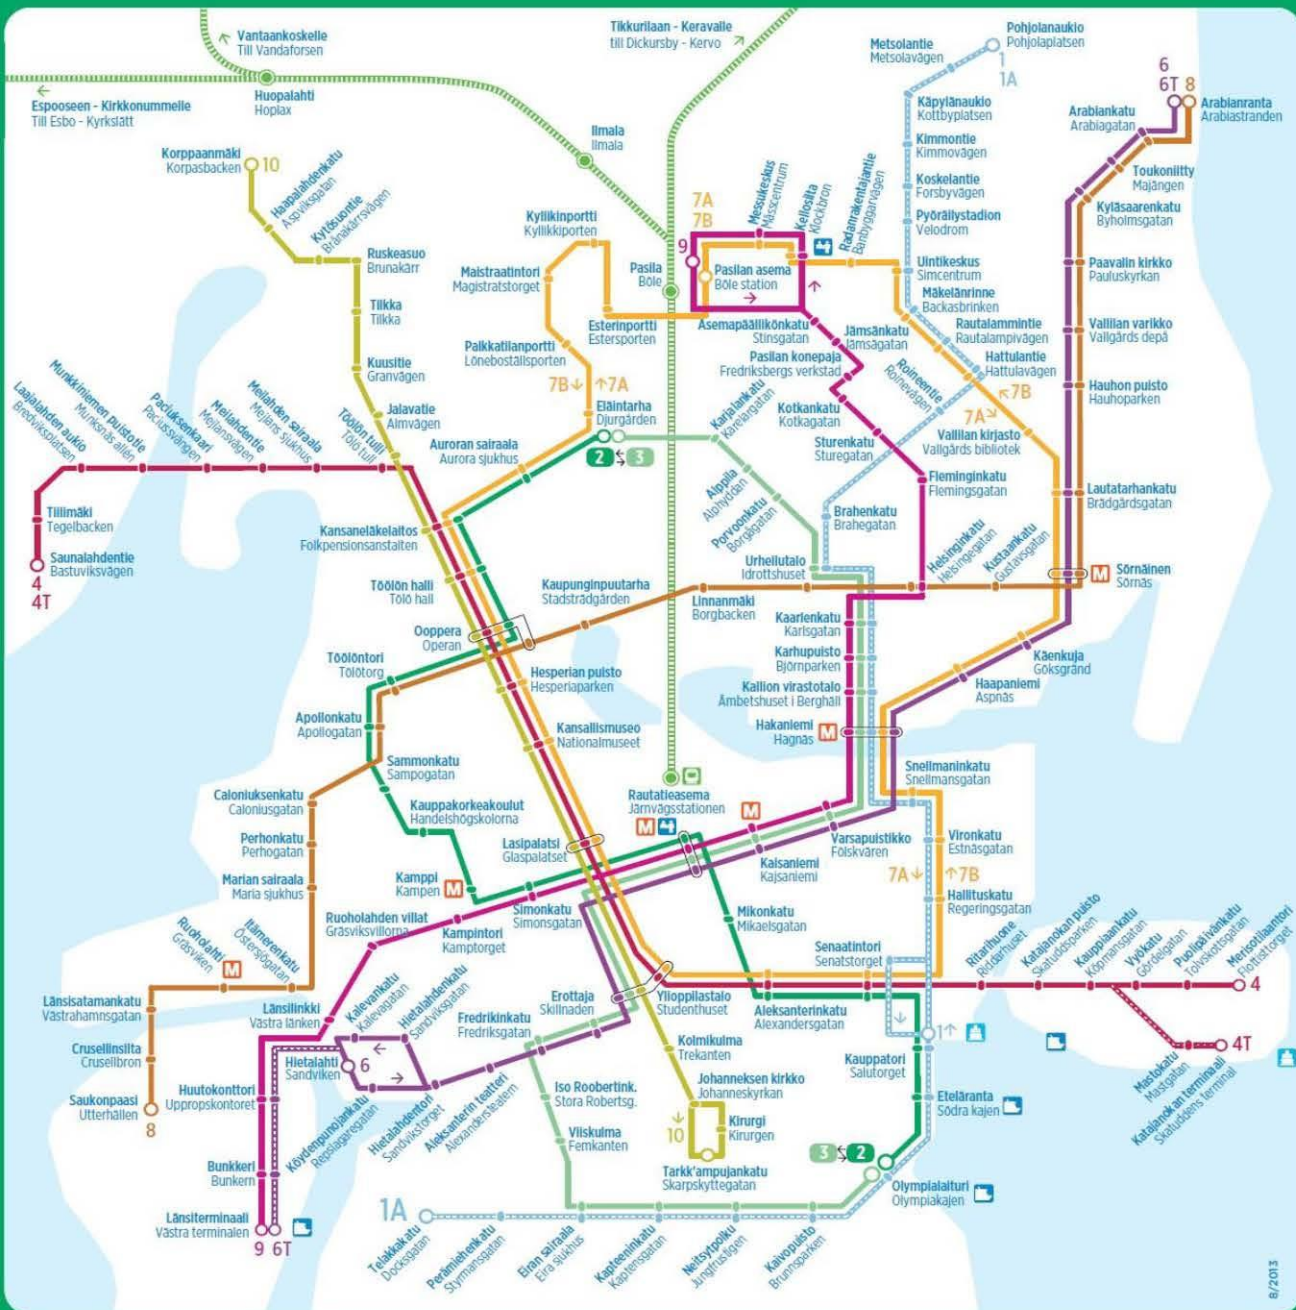 Vantaankoskelle
Till Vandaforsen
Tikkurilaan - Keravalle
till Dickursby - Kervo
Metsolantie
Metsolavägen
Pohjolanaukio
Pohjolaplatsen
1
1A
Espooseen - Kirkkonummelle
Till Esbo - Kyrkslätt
Huopalahti
Hoplax
Ilmala
Ilmala
6
6T
8
Arabiankatu
Arabiagatan
Arabianranta
Arabiastranden
Käpylänaukio
Kottbyplatsen
Kimmontie
Kimmovägen
Koskelantie
Forsbyvägen
Pyöräilystadion
Velodrom
Uintikeskus
Simcentrum
Mäkelänrinne
Backasbrinken
Rautalammintie
Rautalampivägen
Hattulantie
Hattulavägen
Toukoniitty
Majängen
Kyläsaarenkatu
Byholmsgatan
Paavalin kirkko
Pauluskyrkan
Vallilan varikko
Vallgårds depå
Hauhon puisto
Hauhoparken
Lautatarhankatu
Brädgårdsgatan
Sörnäinen
Sörnäs
M
Korppaanmäki
Korpasbacken
10
Haapalahdenkatu
Aspviksgatan
Kytösuontie
Brånakärrsvägen
Ruskeasuo
Brunakärr
Tilkka
Tilkka
Kuusitie
Granvägen
Jalavatie
Almvägen
Töölön tulli
Tölö tull
Laajalahden aukio
Bredviksplatsen
Munkkiniemen puistotie
Munksnäs allén
Paciuksenkaari
Paciussvängen
Meilahdentie
Mejlansvägen
Meilahden sairaala
Mejlans sjukhus
Tiilimäki
Tegelbacken
Saunalahdentie
Bastuviksvägen
4
4T
Kyllikinportti
Kyllikkiporten
Maistraatintori
Magistratstorget
Palkkatilanportti
Löneboställsporten
Esterinportti
Estersporten
7B
7A
Eläintarha
Djurgården
2
3
Auroran sairaala
Aurora sjukhus
Pasila
Böle
7A
7B
9
Messukeskus
Mässcentrum
Kellosilta
Klockbron
Radanrakentajantie
Banbyggarvägen
Pasilan asema
Böle station
Asemapäällikönkatu
Stinsgatan
Jämsänkatu
Jämsägatan
Pasilan konepaja
Fredriksbergs verkstad
Roineentie
Roinevägen
7B
7A
Kotkankatu
Kotkagatan
Sturenkatu
Sturegatan
Vallilan kirjasto
Vallgårds bibliotek
Karjalankatu
Karelargatan
Alppila
Alphyddan
Porvoonkatu
Borgågatan
Fleminginkatu
Flemingsgatan
Brahenkatu
Brahegatan
Urheilutalo
Idrottshuset
Helsinginkatu
Helsingegatan
Kustaankatu
Gustavsgatan
Kansaneläkelaitos
Folkpensionsanstalten
Töölön halli
Tölö hall
Ooppera
Operan
Kaupunginpuutarha
Stadsträdgården
Linnanmäki
Borgbacken
Kaarlenkatu
Karlsgatan
Karhupuisto
Björnparken
Kallion virastotalo
Ämbetshuset i Berghäll
Hakaniemi
Hagnäs
M
Käenkuja
Göksgränd
Haapaniemi
Aspnäs
Töölöntori
Tölötorg
Apollonkatu
Apollogatan
Sammonkatu
Sampogatan
Hesperian puisto
Hesperiaparken
Kansallismuseo
Nationalmuseet
Caloniuksenkatu
Caloniusgatan
Perhonkatu
Perhogatan
Marian sairaala
Maria sjukhus
Kauppakorkeakoulut
Handelshögskolorna
Kamppi
Kampen
M
Lasipalatsi
Glaspalatset
Rautatieasema
Järnvägsstationen
M
M
Kaisaniemi
Kajsaniemi
Varsapuistikko
Fölskvären
Snellmaninkatu
Snellmansgatan
Vironkatu
Estnäsgatan
7A
7B
Hallituskatu
Regeringsgatan
Simonkatu
Simonsgatan
Ruoholahden villat
Gräsviksvillorna
Kampintori
Kamptorget
Mikonkatu
Mikaelsgatan
Senaatintori
Senatstorget
Ruoholahti
Gräsviken
M
Itämerenkatu
Östersjögatan
Länsisatamankatu
Västrahamnsgatan
Crusellinsilta
Crusellbron
Saukonpaasi
Utterhällen
8
Länsilinkki
Västra länken
Kalevankatu
Kalevagatan
Hietalahdenkatu
Sandviksgatan
Hietalahti
Sandviken
6
Huutokonttori
Uppropskontoret
Bunkkeri
Bunkern
Länsiterminaali
Västra terminalen
9
6T
Köydenpunojankatu
Repslagaregatan
Hietalahdentori
Sandvikstorget
Aleksanterin teatteri
Alexandersteatern
Fredrikinkatu
Fredriksgatan
Erottaja
Skillnaden
Ylioppilastalo
Studenthuset
Aleksanterinkatu
Alexandersgatan
Kolmikulma
Trekanten
Johanneksen kirkko
Johanneskyrkan
Kirurgi
Kirurgen
10
Tarkk'ampujankatu
Skarpskyttegatan
Iso Roobertink.
Stora Robertsg.
Viiskulma
Femkanten
Kauppatori
Salutorget
1
Eteläranta
Södra kajen
3
2
Olympialaituri
Olympiakajen
Ritarihuone
Riddarhuset
Katajanokan puisto
Skatuddsparken
Kauppiaankatu
Köpmansgatan
Vyökatu
Gördelgatan
Puolipäivänkatu
Tovskottsgatan
Merisotilaantori
Flottisttorget
4
4T
Mastokatu
Mastgatan
Katajanokan terminaali
Skatuddens terminal
1A
Telakkakatu
Docksgatan
Perämiehenkatu
Styrmansgatan
Eiran sairaala
Eira sjukhus
Kapteeninkatu
Kaptensgatan
Neitsytpolku
Jungfrustigen
Kaivopuisto
Brunnsparken
8/2013